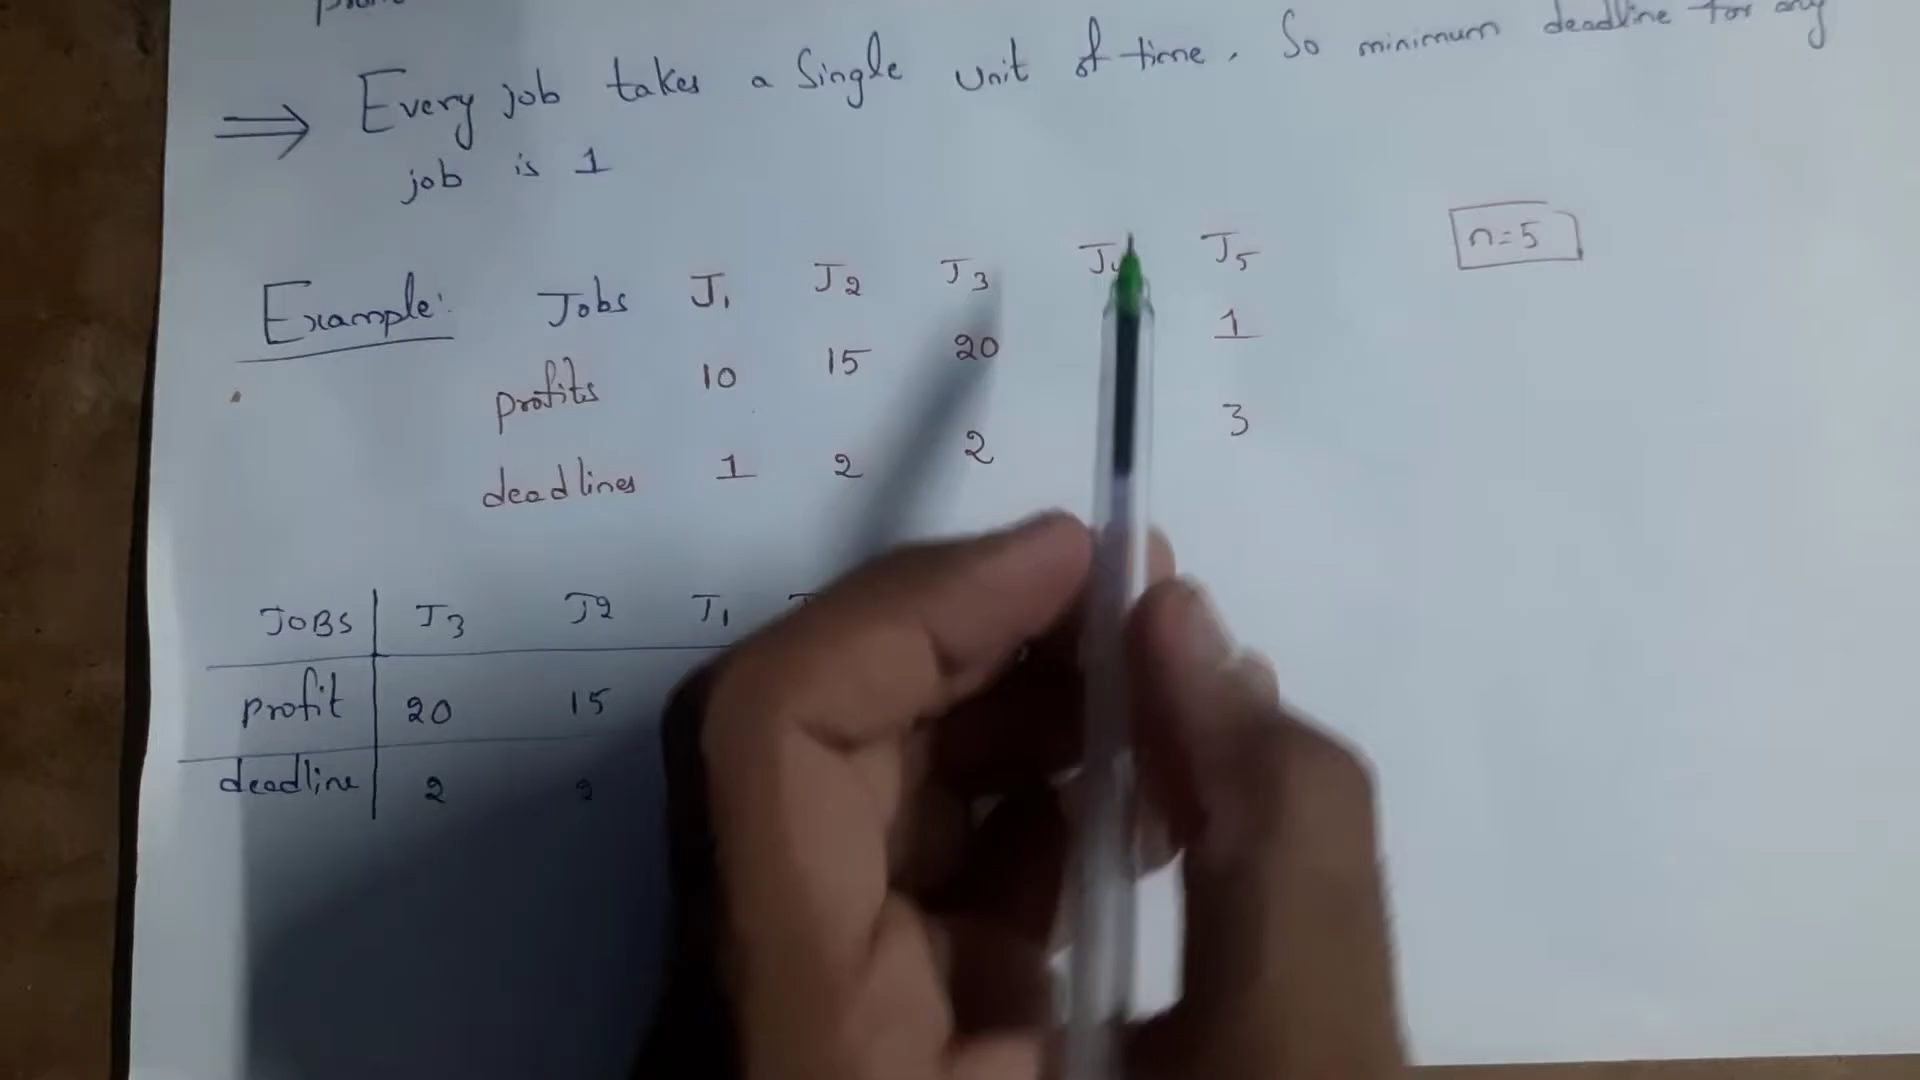 ⇒ Every job takes a Single unit of time. So minimum deadline for any
job is 1
Example: Jobs J1 J2 J3 J4 J5
n=5
profits 10 15 20 1
deadlines 1 2 2 3
JOBS J3 J2 J1
profit 20 15
deadline 2 2